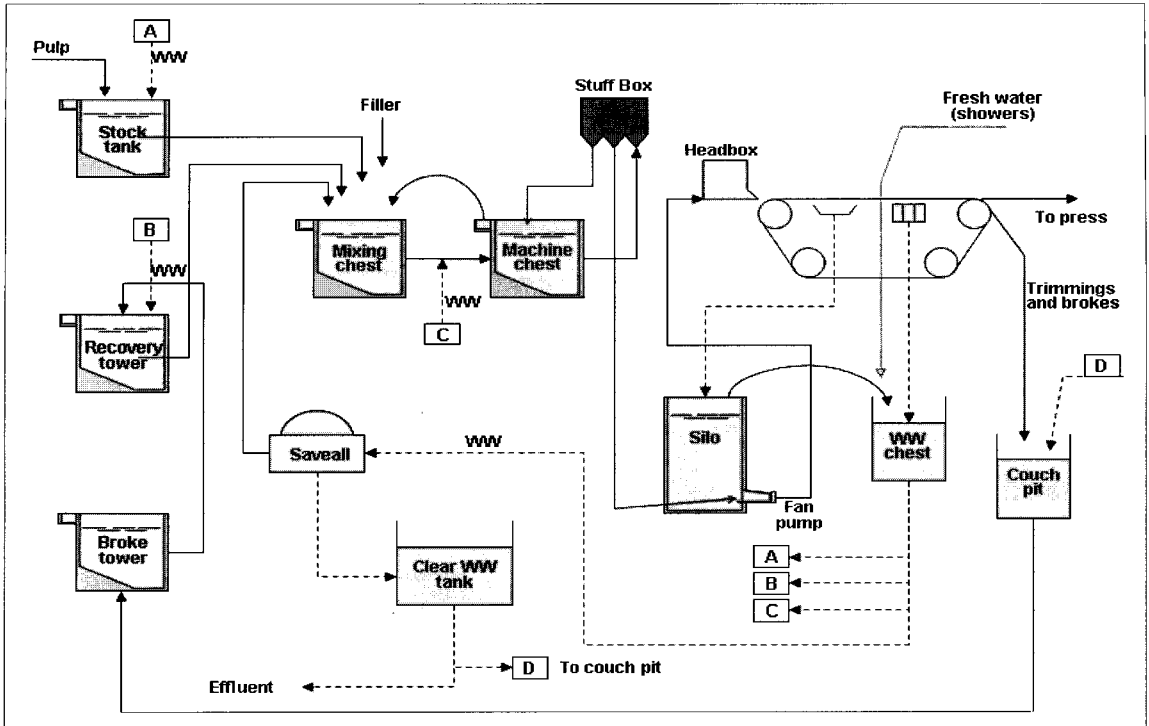 A
WW
Pulp
Stock
tank
Filler
Stuff Box
Fresh water
(showers)
Headbox
To press
B
WW
Recovery
tower
Mixing
chest
Machine
chest
WW
C
Trimmings
and brokes
D
Saveall
WW
Silo
WW
chest
Couch
pit
Fan
pump
Broke
tower
Clear WW
tank
A
B
C
D
To couch pit
Effluent